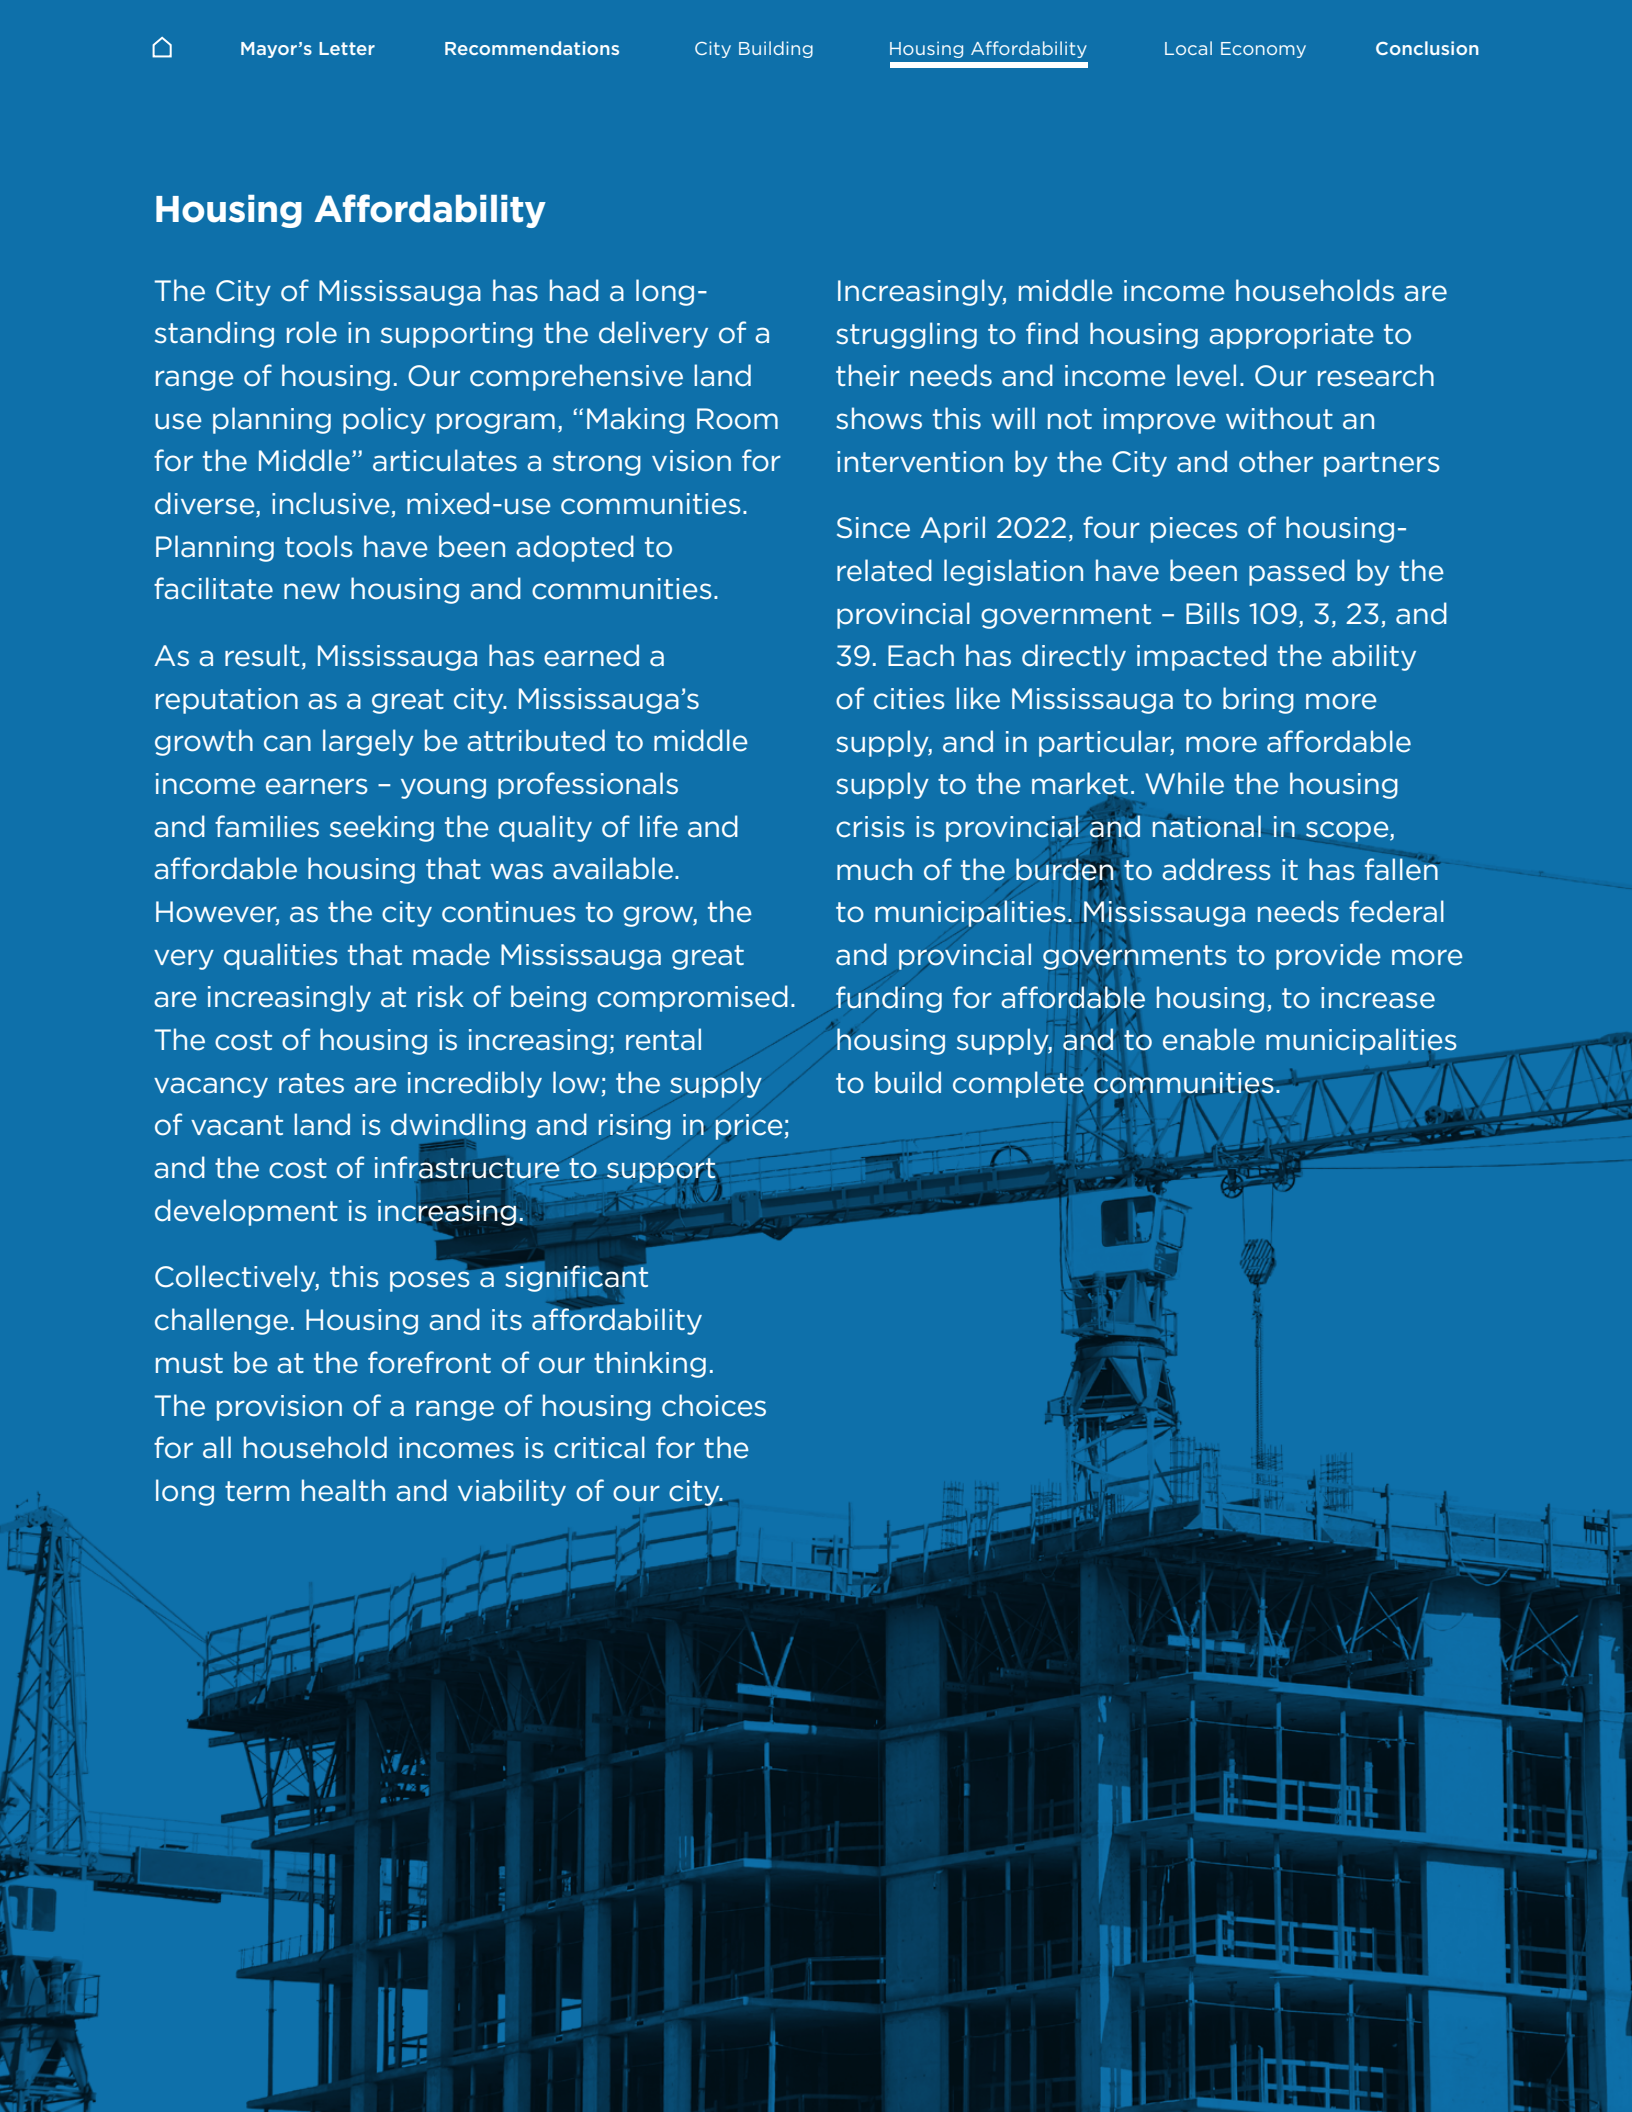 Mayor’s Letter
Recommendations
City Building
Housing Affordability
Local Economy
Conclusion
Housing Affordability
The City of Mississauga has had a long-
standing role in supporting the delivery of a
range of housing. Our comprehensive land
use planning policy program, “Making Room
for the Middle” articulates a strong vision for
diverse, inclusive, mixed-use communities.
Planning tools have been adopted to
facilitate new housing and communities.
As a result, Mississauga has earned a
reputation as a great city. Mississauga’s
growth can largely be attributed to middle
income earners – young professionals
and families seeking the quality of life and
affordable housing that was available.
However, as the city continues to grow, the
very qualities that made Mississauga great
are increasingly at risk of being compromised.
The cost of housing is increasing; rental
vacancy rates are incredibly low; the supply
of vacant land is dwindling and rising in price;
and the cost of infrastructure to support
development is increasing.
Collectively, this poses a significant
challenge. Housing and its affordability
must be at the forefront of our thinking.
The provision of a range of housing choices
for all household incomes is critical for the
long term health and viability of our city.
Increasingly, middle income households are
struggling to find housing appropriate to
their needs and income level. Our research
shows this will not improve without an
intervention by the City and other partners
Since April 2022, four pieces of housing-
related legislation have been passed by the
provincial government – Bills 109, 3, 23, and
39. Each has directly impacted the ability
of cities like Mississauga to bring more
supply, and in particular, more affordable
supply to the market. While the housing
crisis is provincial and national in scope,
much of the burden to address it has fallen
to municipalities. Mississauga needs federal
and provincial governments to provide more
funding for affordable housing, to increase
housing supply, and to enable municipalities
to build complete communities.